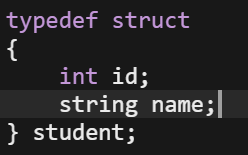 typedef struct
{
    int id;
    string name;
} student;